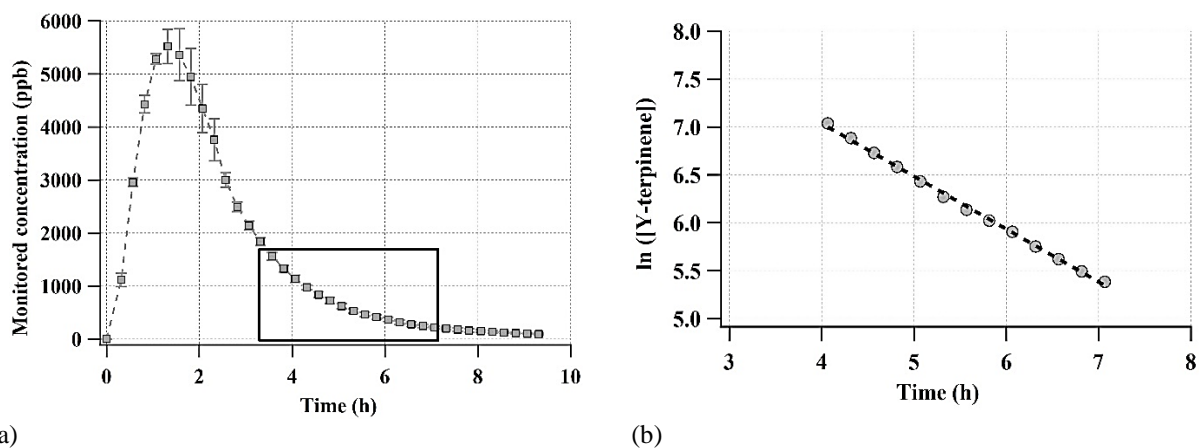 6000
5000
4000
3000
2000
1000
0
Monitored concentration (ppb)
0 2 4 6 8 10
Time (h)
a)
8.0
7.5
7.0
6.5
6.0
5.5
5.0
ln ([Y-terpinene])
3 4 5 6 7 8
Time (h)
(b)